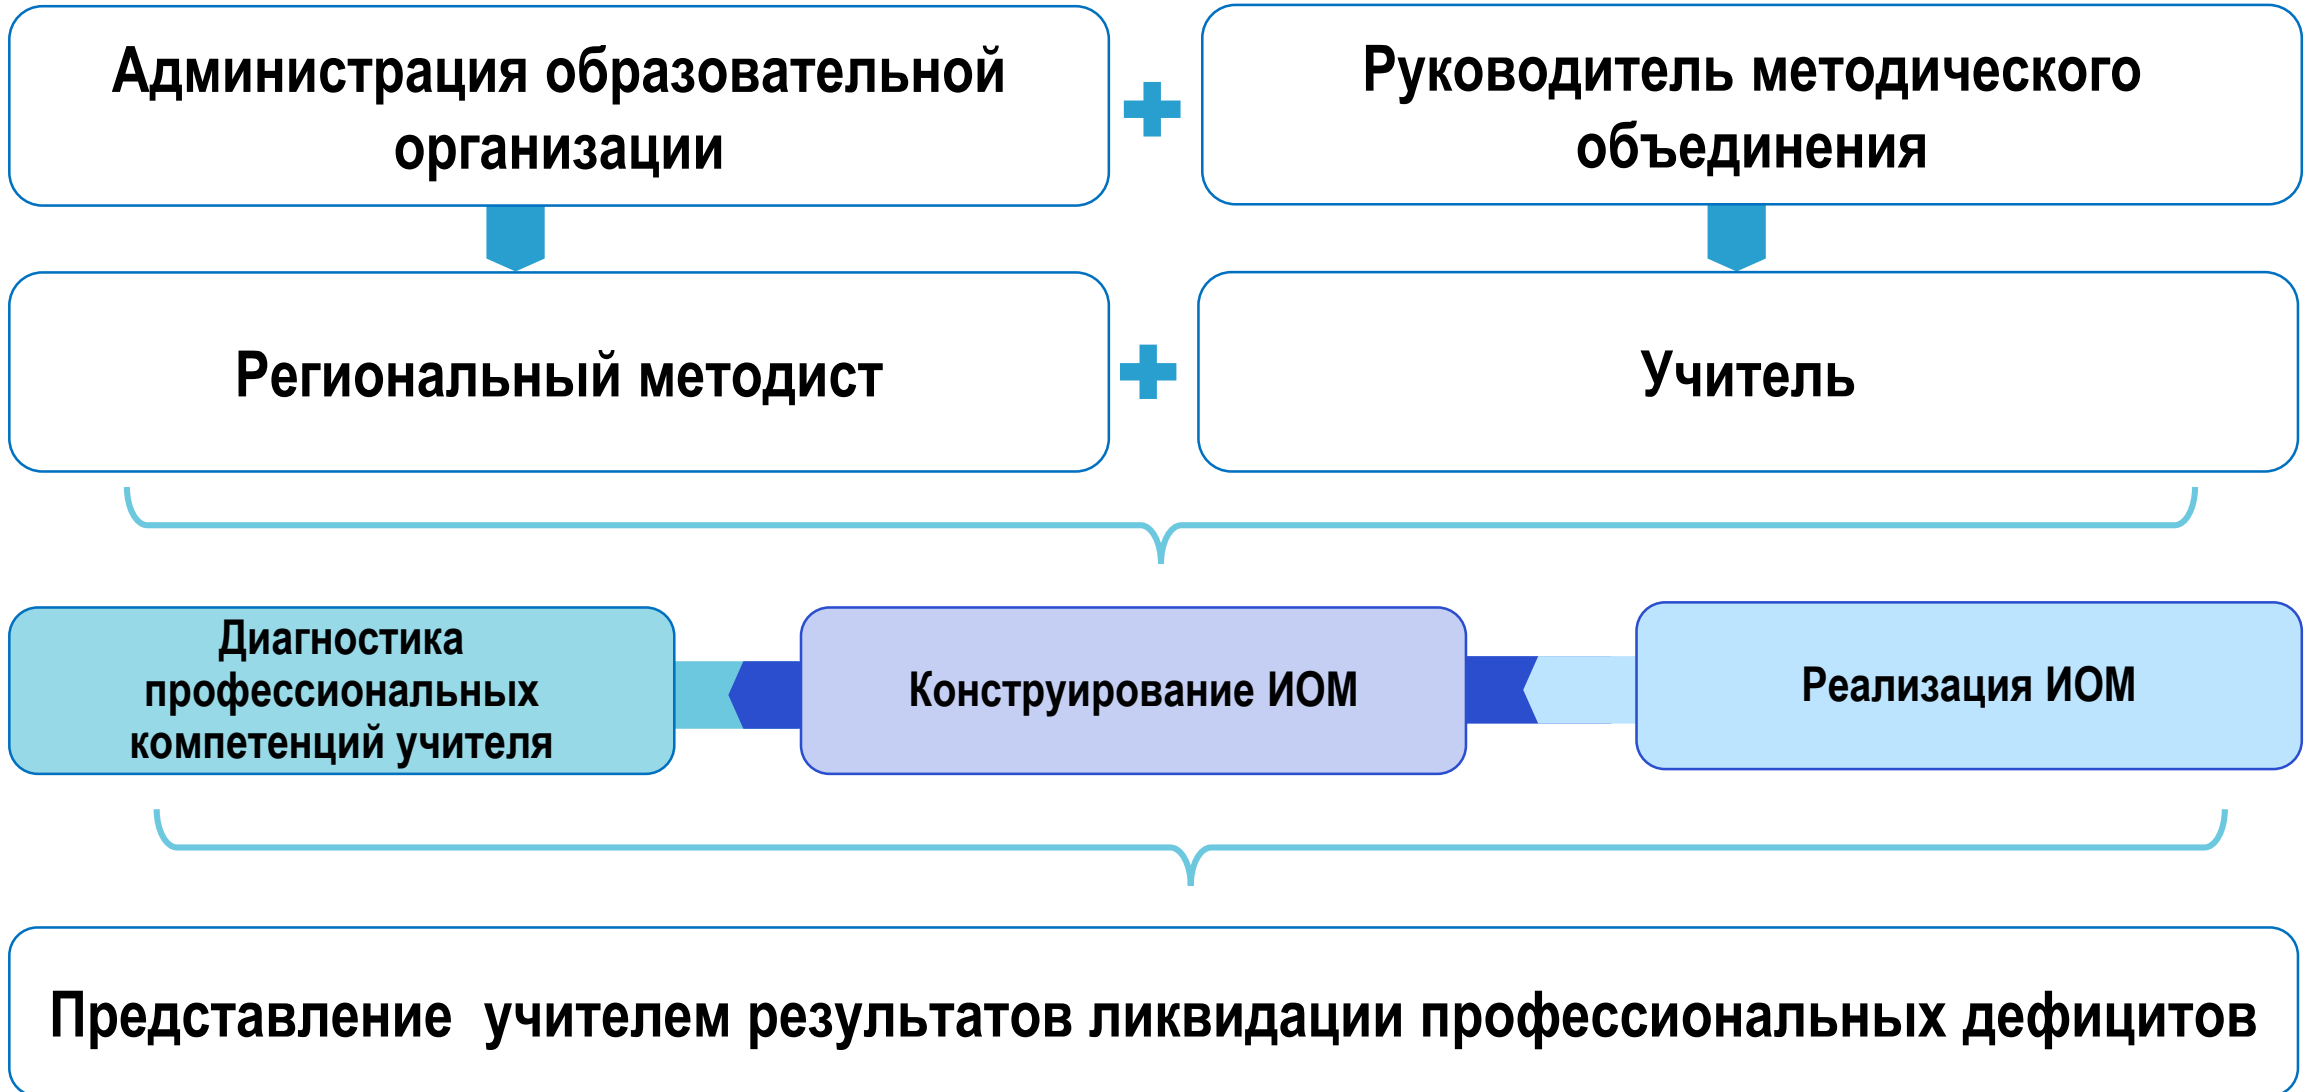 Администрация образовательной
организации
Руководитель методического
объединения
Региональный методист
Учитель
Диагностика
профессиональных
компетенций учителя
Конструирование ИОМ
Реализация ИОМ
Представление  учителем результатов ликвидации профессиональных дефицитов